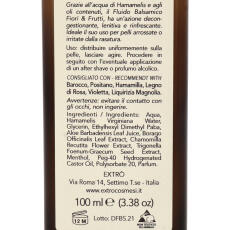 Grazie all'acqua di Hamamelis e agli
oli contenuti, il Fluido Balsamico
Fiori & Frutti, ha un'azione decon-
gestionante, lenitiva e rinfrescante.
Ideale il suo uso per pelli arrossate o
irritate dalla rasatura.
Uso: distribuire uniformemente sulla
pelle, lasciare agire. Procedere in
seguito con l'eventuale applicazione
di un after shave o profumo alcolico.
CONSIGLIATO CON - RECOMMENDY WITH
Barocco, Positano, Hamamilla, Legno
di Rosa, Violetta, Liquirizia Magnolia.
Avvertenze: evitare il contatto con
gli occhi, non ingerire.
Ingredienti / Ingredients: Aqua,
Hamamelis Virginiana Water,
Glycerin, Ethylhexyl Dimethyl Paba,
Aloe Barbadensis Leaf Juice, Borago
Officinalis Leaf Extract, Chamomilla
Recutita Flower Extract, Trigonella
Foenum-Graecum Seed Extract,
Menthol, Peg-40 Hydrogenated
Castor Oil, Polysorbate 20, Parfum.
EXTRÒ
Via Roma 14, Settimo T.se - Italia
www.extrocosmesi.it
100 ml (3.38 oz)
12 M
Lotto: DFBS.21